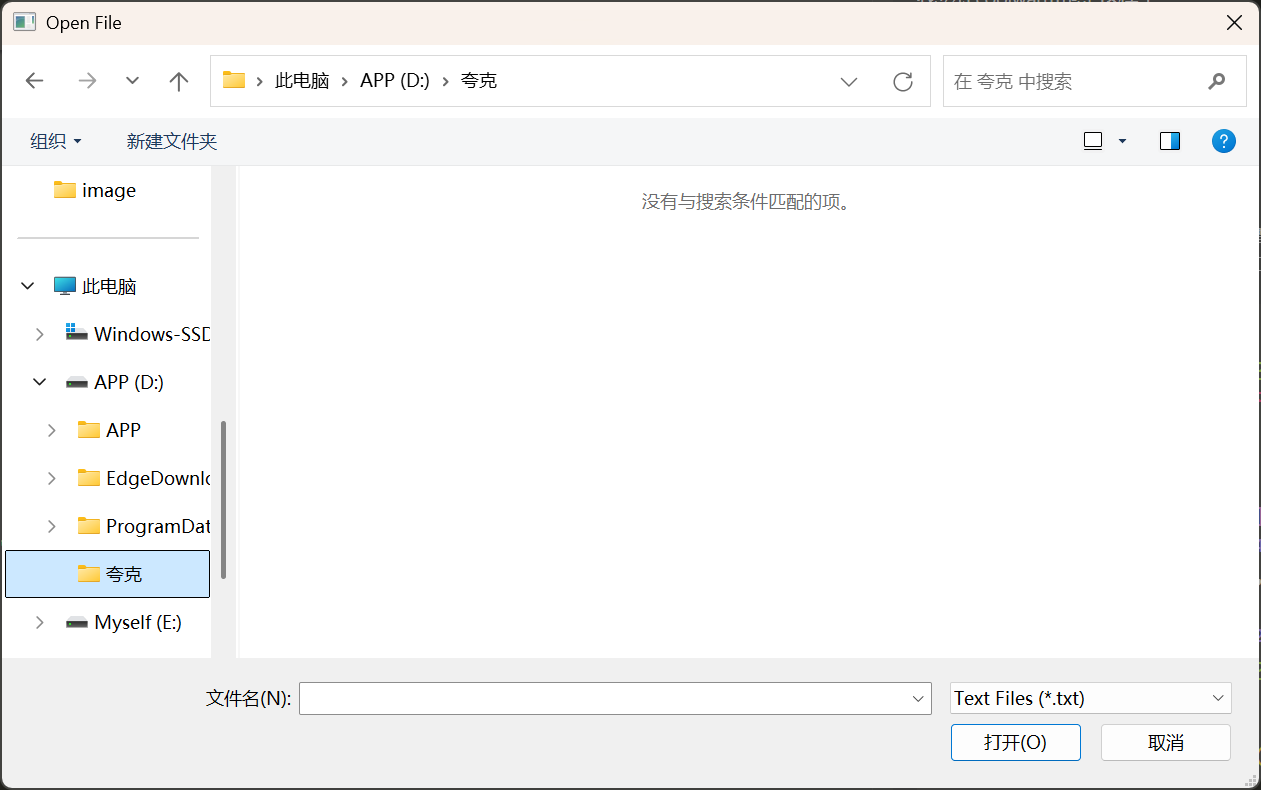 Open File
此电脑 APP (D:) 夸克
在 夸克 中搜索
组织 新建文件夹
?
image
没有与搜索条件匹配的项。
此电脑
Windows-SSD
APP (D:)
APP
EdgeDownlo
ProgramDat
夸克
Myself (E:)
文件名(N):
Text Files (*.txt)
打开(O) 取消